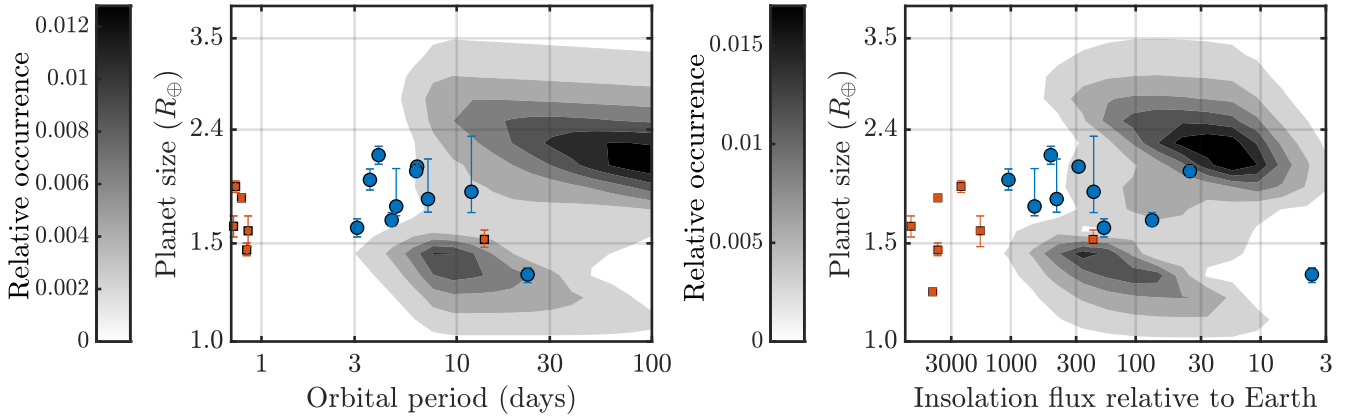 Relative occurrence
0.012
0.01
0.008
0.006
0.004
0.002
0
Planet size (R⊕)
3.5
2.4
1.5
1.0
1 3 10 30 100
Orbital period (days)
Relative occurrence
0.015
0.01
0.005
0
Planet size (R⊕)
3.5
2.4
1.5
1.0
3000 1000 300 100 30 10 3
Insolation flux relative to Earth